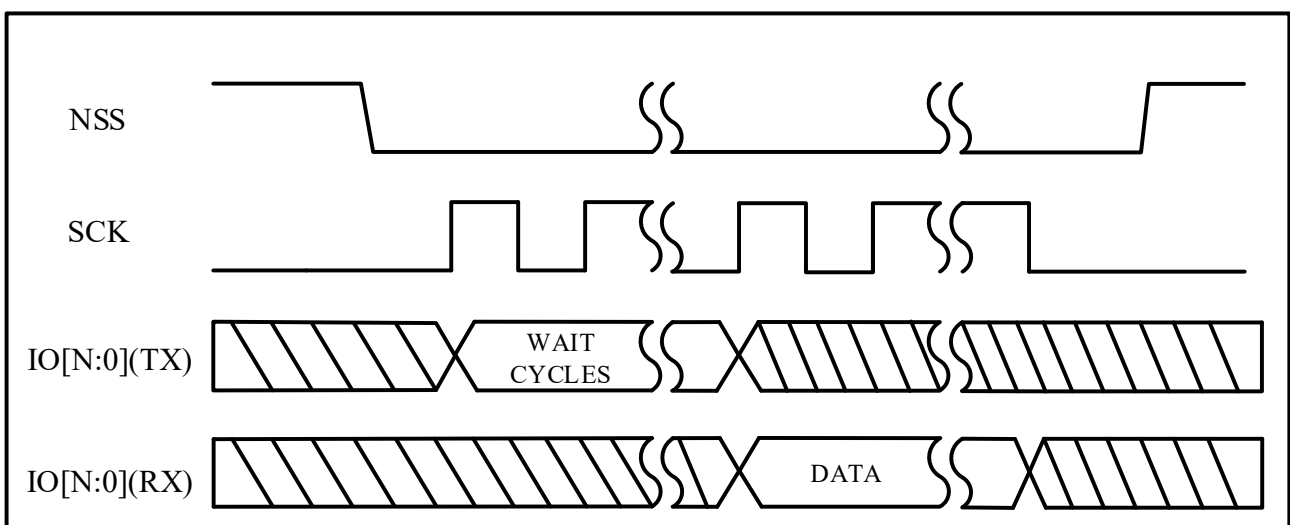 NSS
SCK
IO[N:0](TX)
WAIT
CYCLES
IO[N:0](RX)
DATA